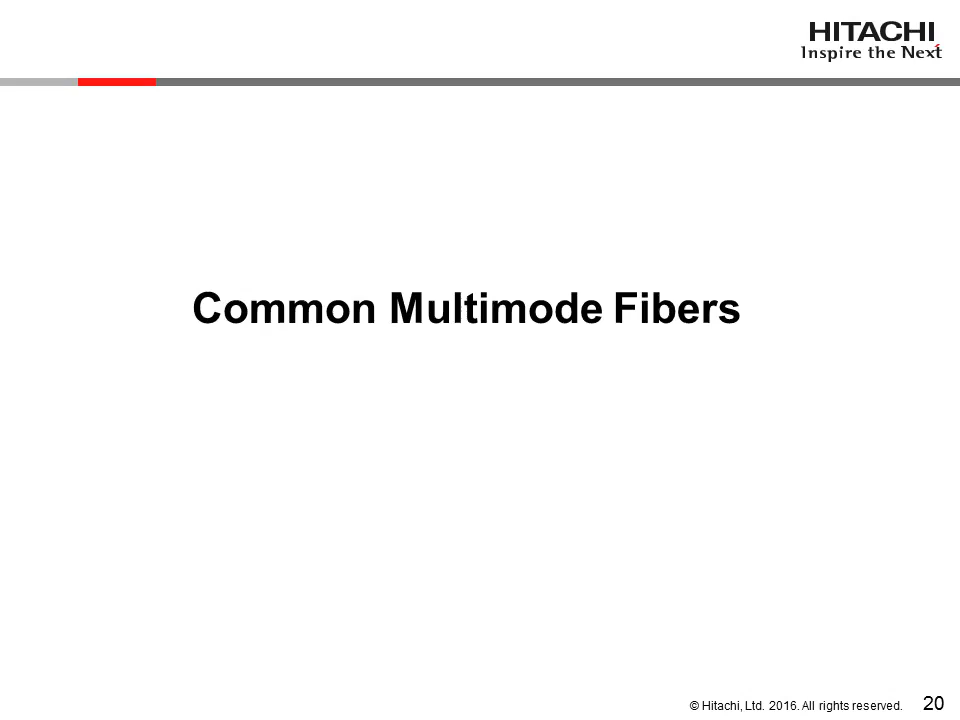 HITACHI
Inspire the Next
Common Multimode Fibers
© Hitachi, Ltd. 2016. All rights reserved. 20